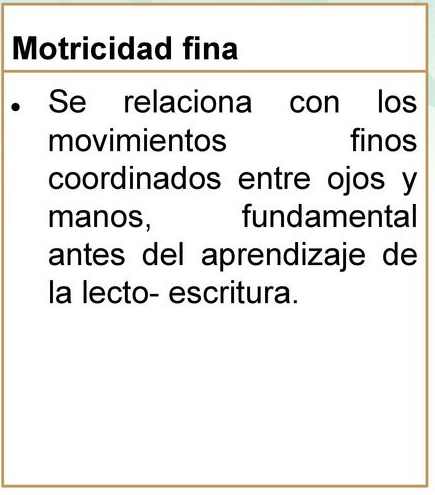 Motricidad fina
• Se relaciona con los
movimientos finos
coordinados entre ojos y
manos, fundamental
antes del aprendizaje de
la lecto- escritura.